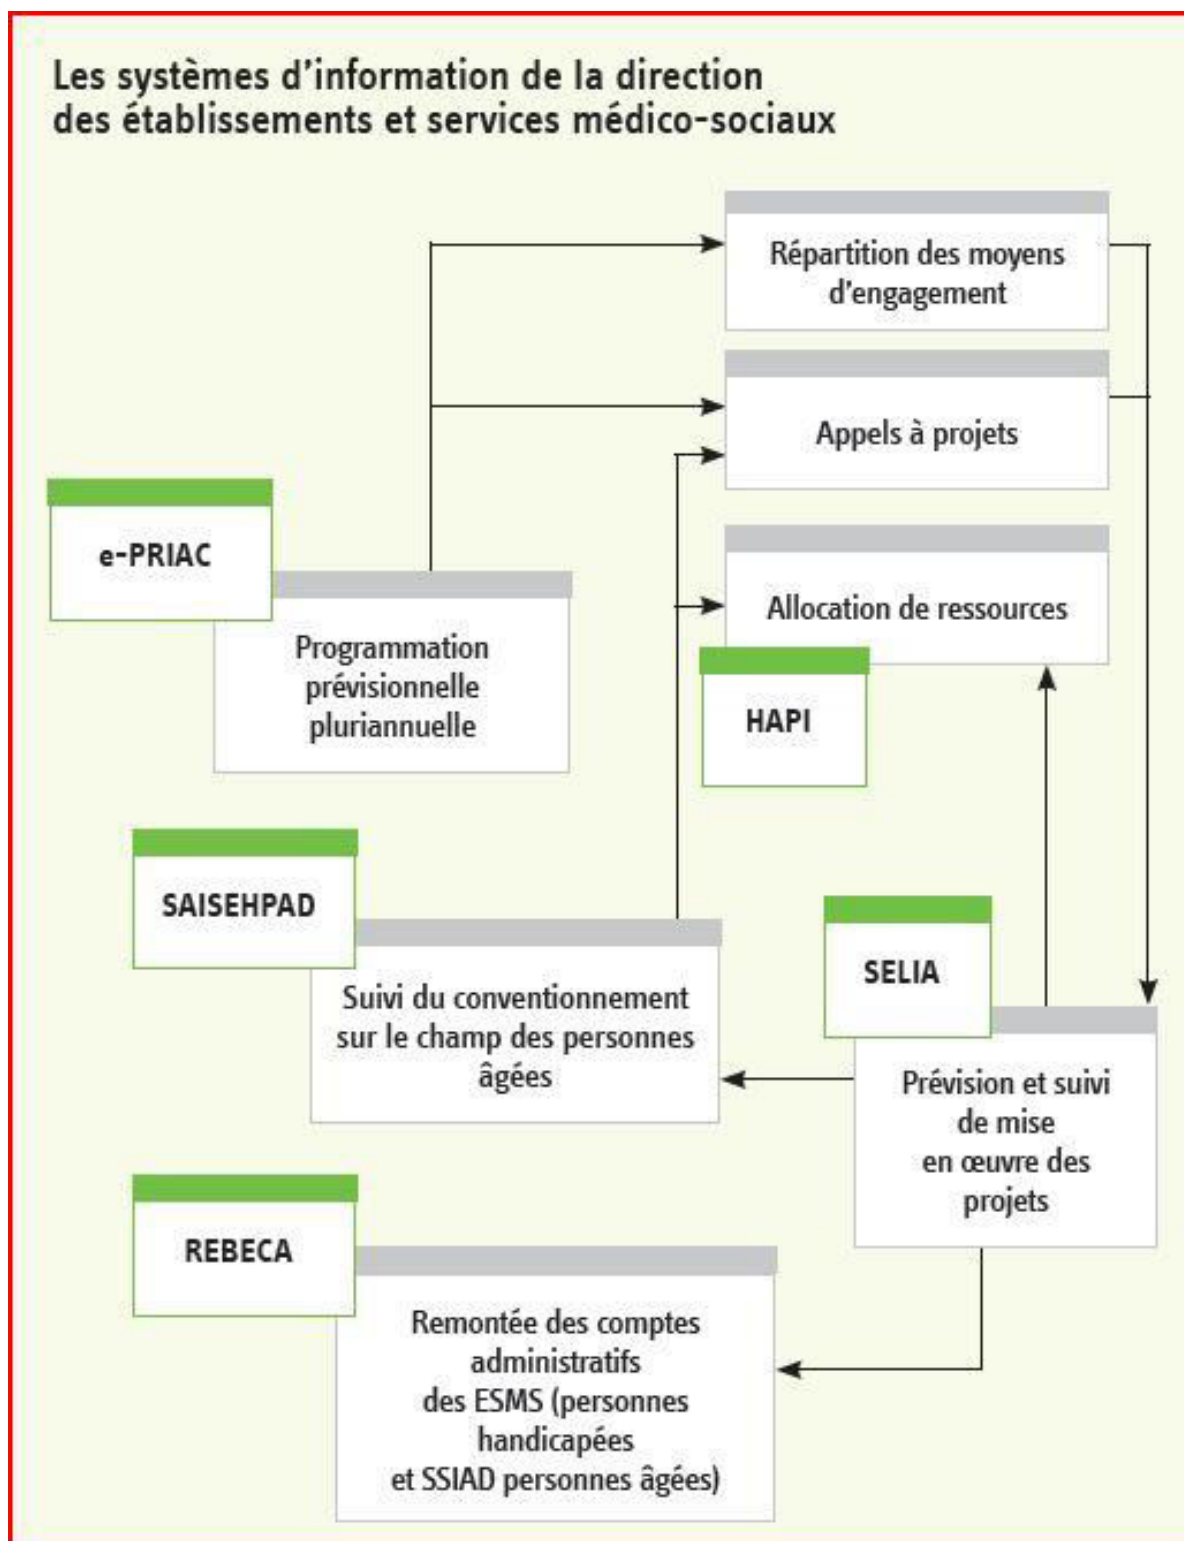 Les systèmes d'information de la direction
des établissements et services médico-sociaux
Répartition des moyens
d'engagement
Appels à projets
e-PRIAC
Allocation de ressources
Programmation
prévisionnelle
pluriannuelle
HAPI
SAISEHPAD
SELIA
Suivi du conventionnement
sur le champ des personnes
âgées
Prévision et suivi
de mise
en œuvre des
projets
REBECA
Remontée des comptes
administratifs
des ESMS (personnes
handicapées
et SSIAD personnes âgées)